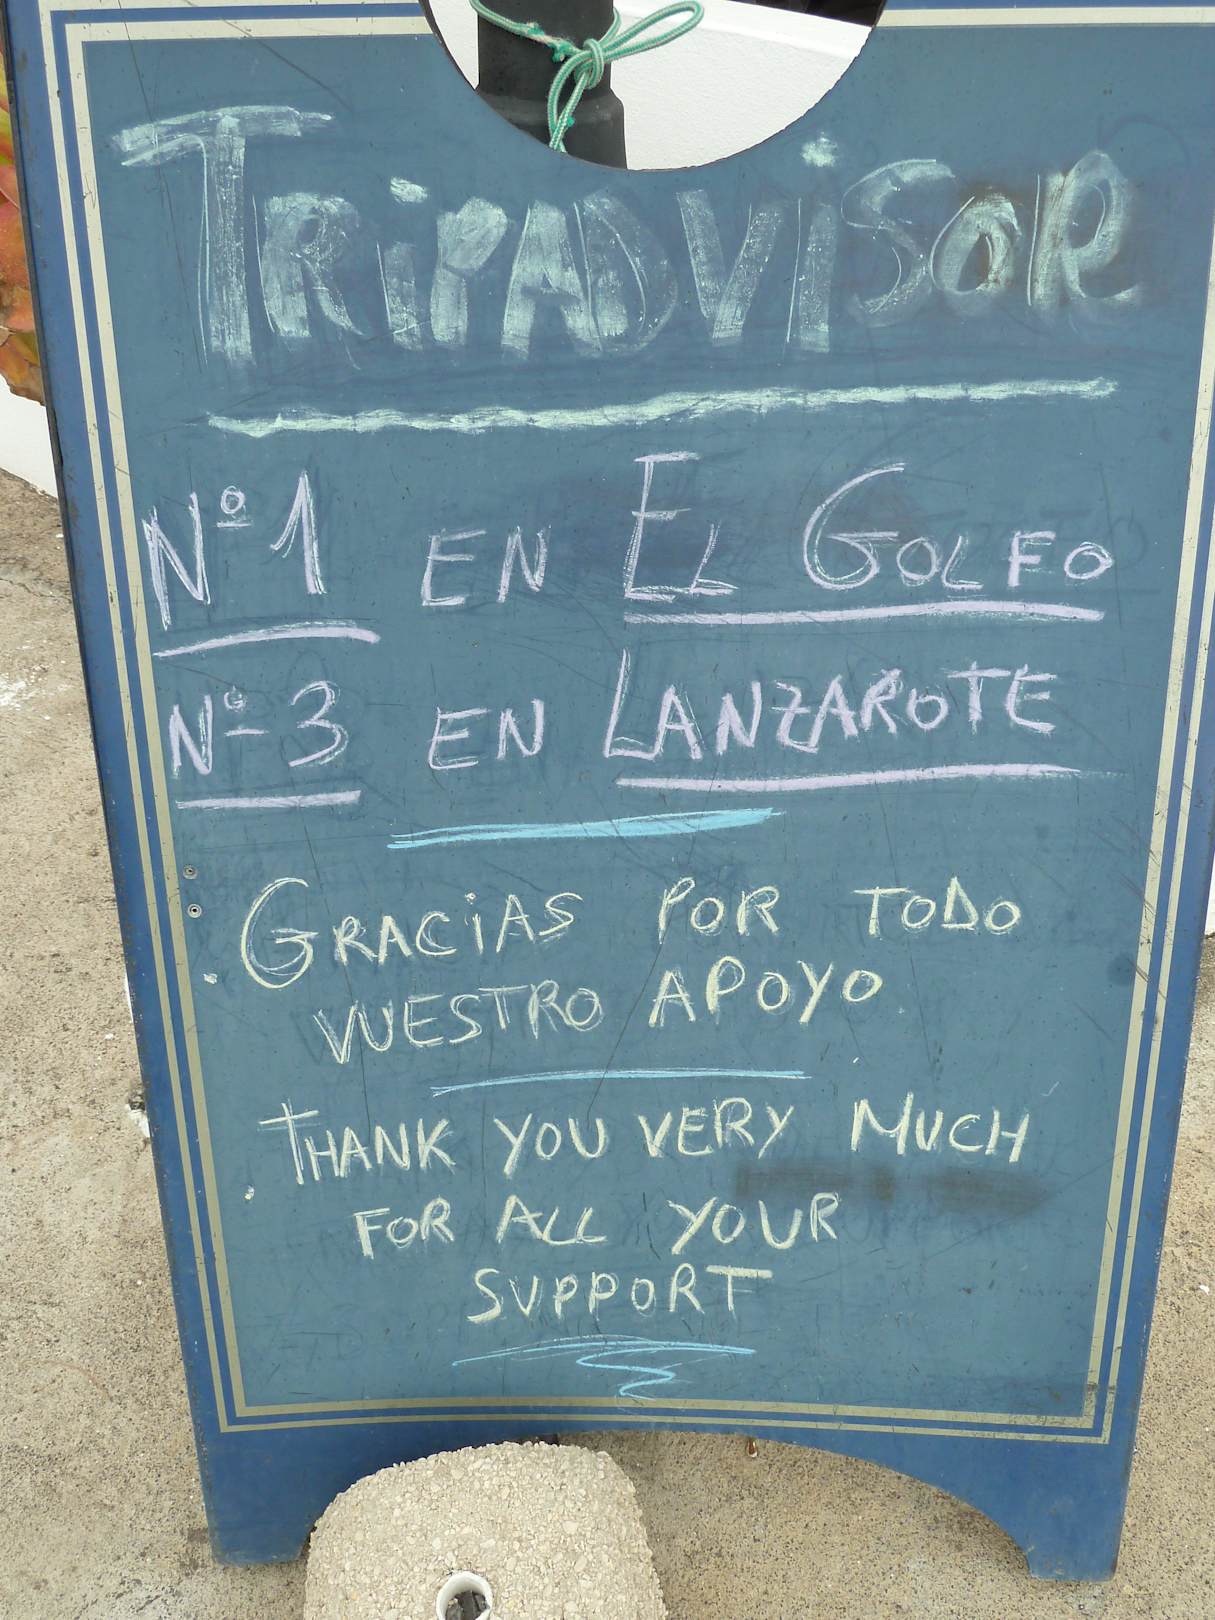 TRiPADViSOR
Nº1 EN EL GOLFO
Nº3 EN LANZAROTE
GRACiAS POR TODO
VUESTRO APOYO
THANK YOU VERY MUCH
FOR ALL YOUR
SUPPORT